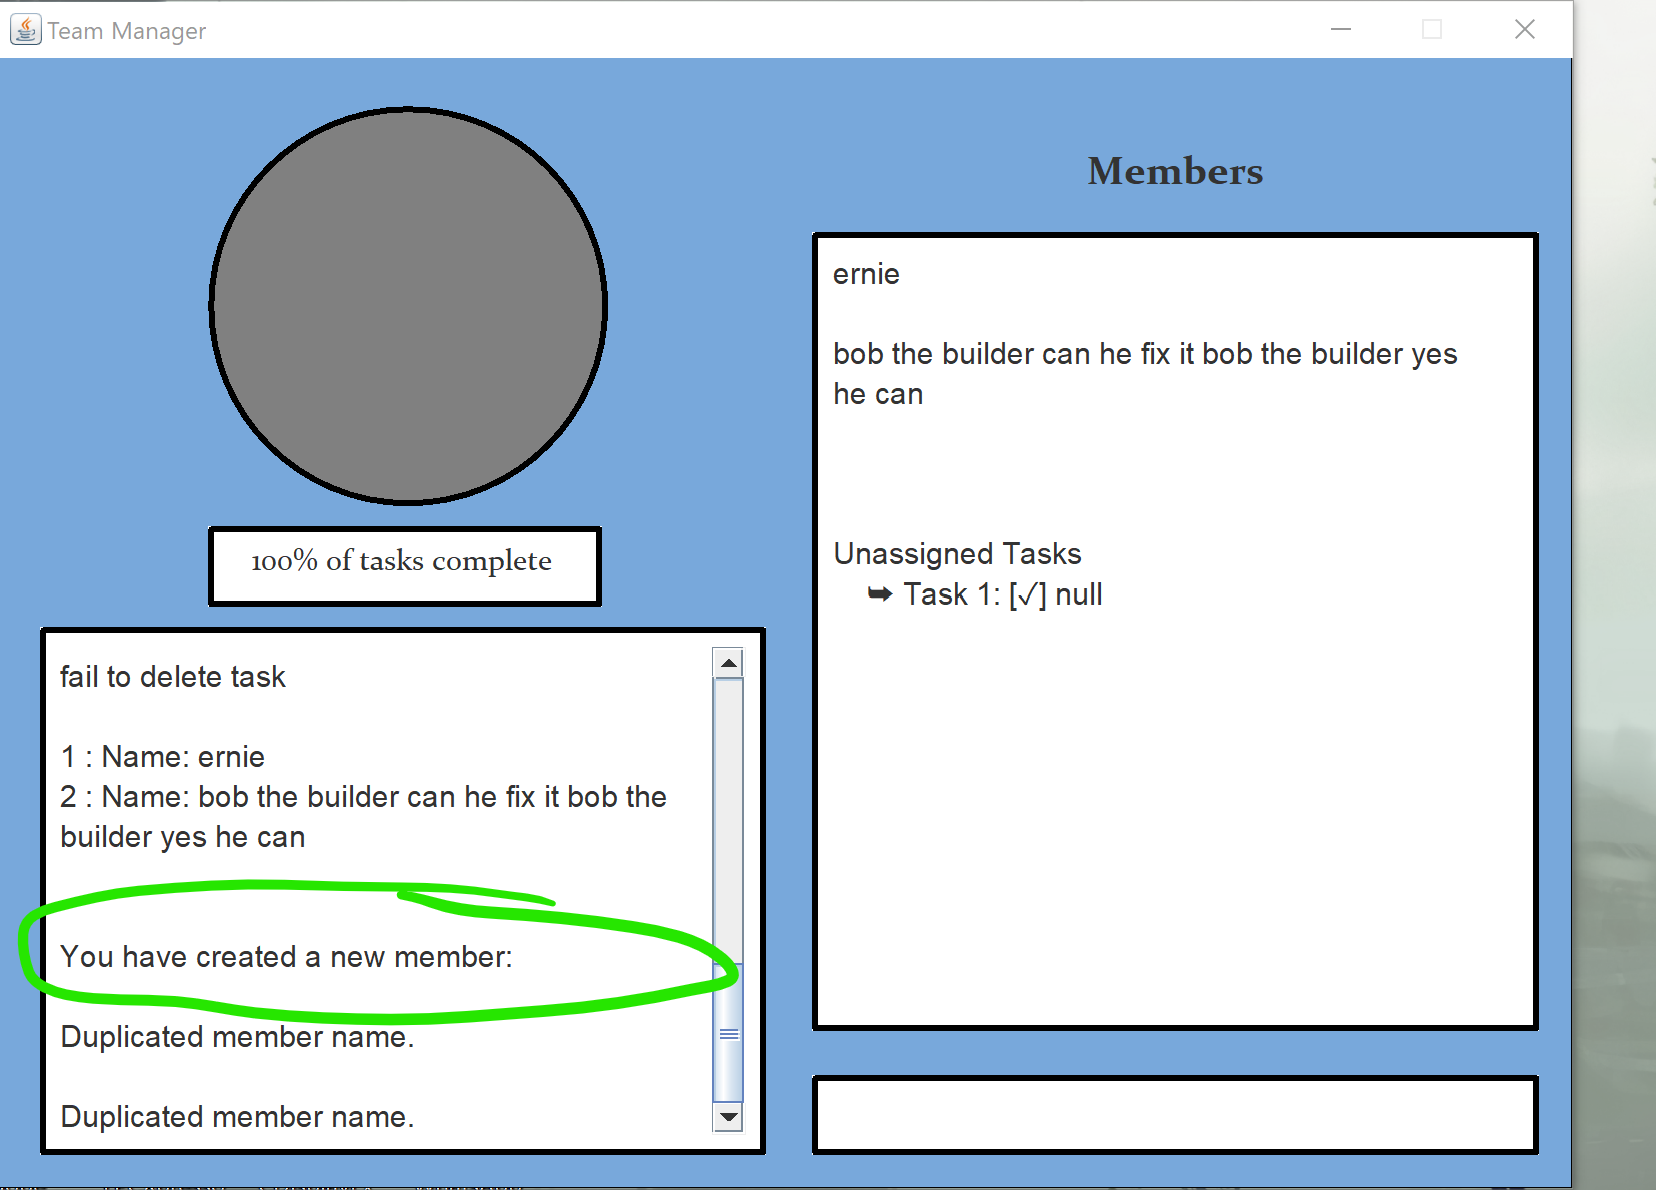 Team Manager
100% of tasks complete
fail to delete task
1 : Name: ernie
2 : Name: bob the builder can he fix it bob the
builder yes he can
You have created a new member:
Duplicated member name.
Duplicated member name.
Members
ernie
bob the builder can he fix it bob the builder yes
he can
Unassigned Tasks
➥ Task 1: [✓] null